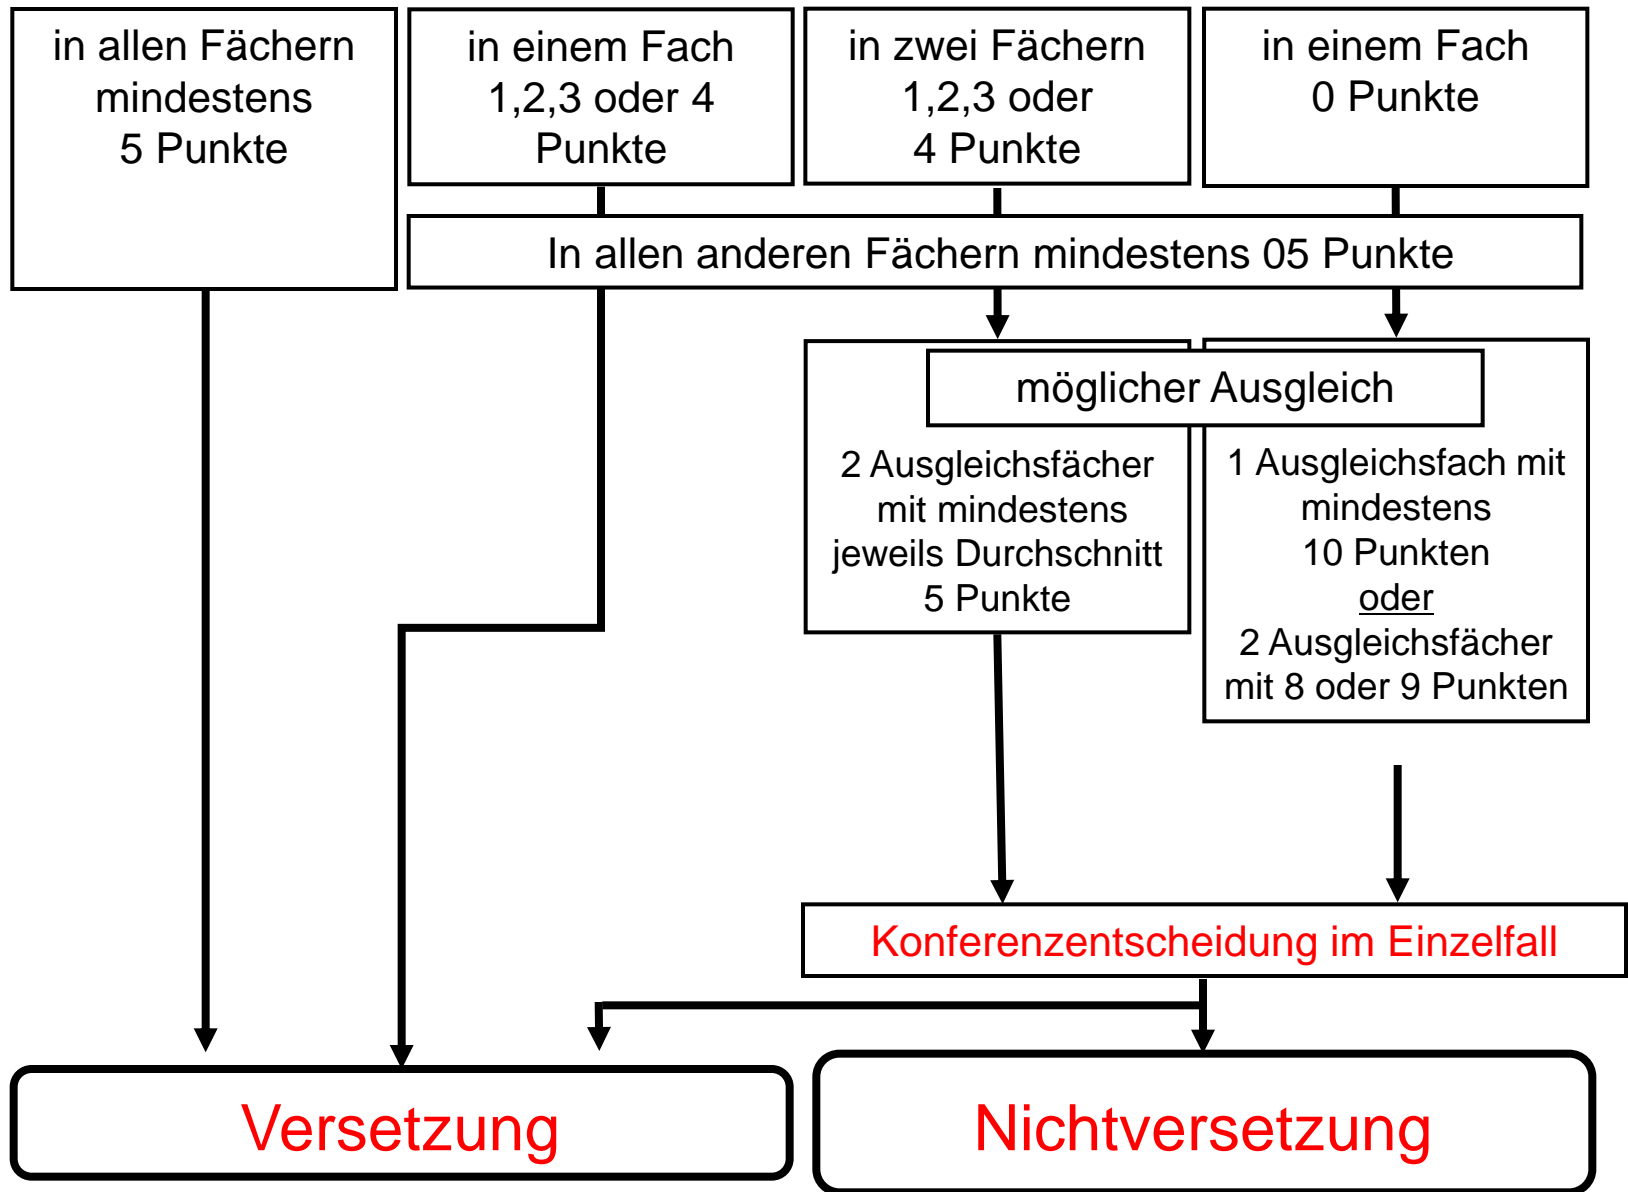 in allen Fächern
mindestens
5 Punkte
in einem Fach
1,2,3 oder 4
Punkte
in zwei Fächern
1,2,3 oder
4 Punkte
in einem Fach
0 Punkte
In allen anderen Fächern mindestens 05 Punkte
möglicher Ausgleich
2 Ausgleichsfächer
mit mindestens
jeweils Durchschnitt
5 Punkte
1 Ausgleichsfach mit
mindestens
10 Punkten
oder
2 Ausgleichsfächer
mit 8 oder 9 Punkten
Konferenzentscheidung im Einzelfall
Versetzung
Nichtversetzung